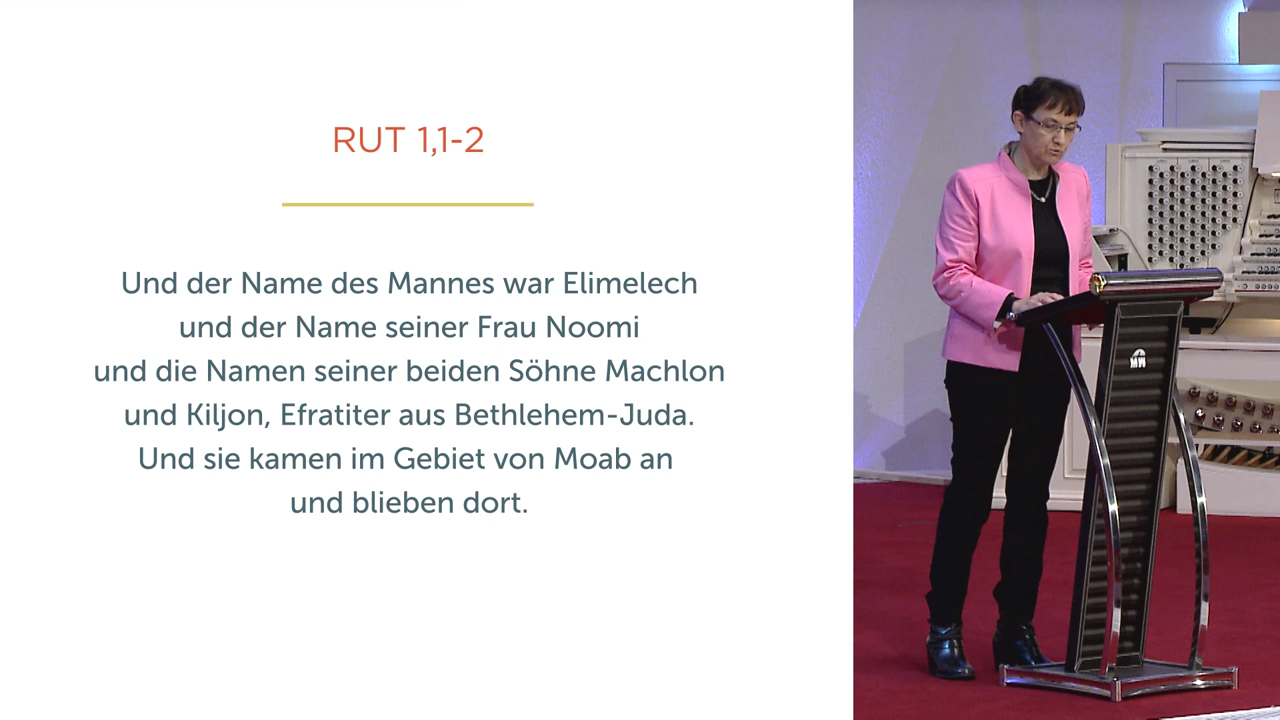 RUT 1,1-2
Und der Name des Mannes war Elimelech
und der Name seiner Frau Noomi
und die Namen seiner beiden Söhne Machlon
und Kiljon, Efratiter aus Bethlehem-Juda.
Und sie kamen im Gebiet von Moab an
und blieben dort.
MW